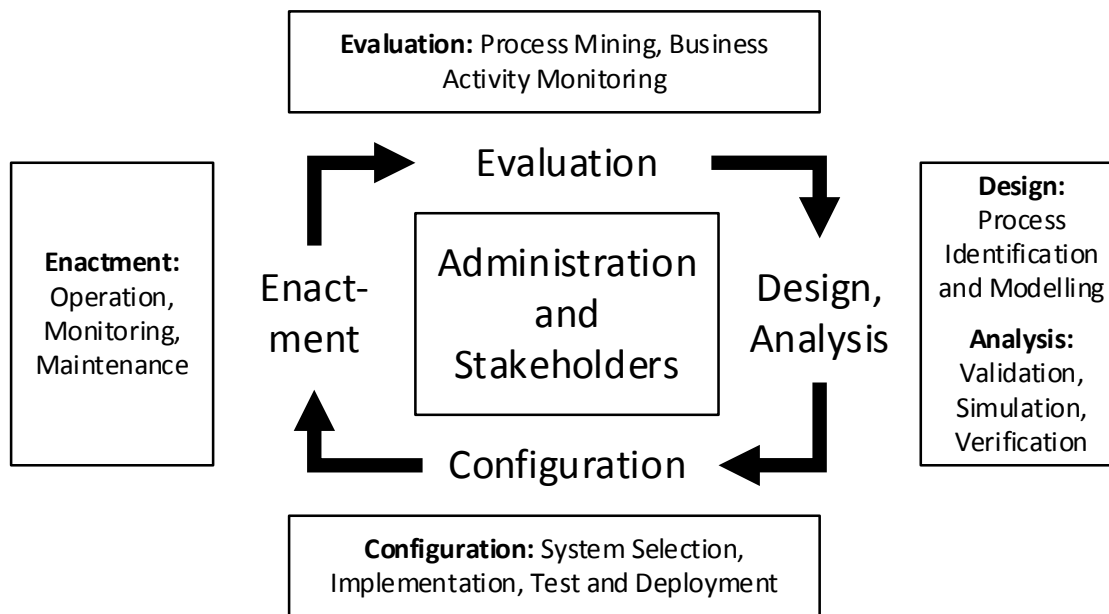 Evaluation: Process Mining, Business
Activity Monitoring
Evaluation
Enactment:
Operation,
Monitoring,
Maintenance
Enact-
ment
Administration
and
Stakeholders
Design,
Analysis
Design:
Process
Identification
and Modelling
Analysis:
Validation,
Simulation,
Verification
Configuration
Configuration: System Selection,
Implementation, Test and Deployment